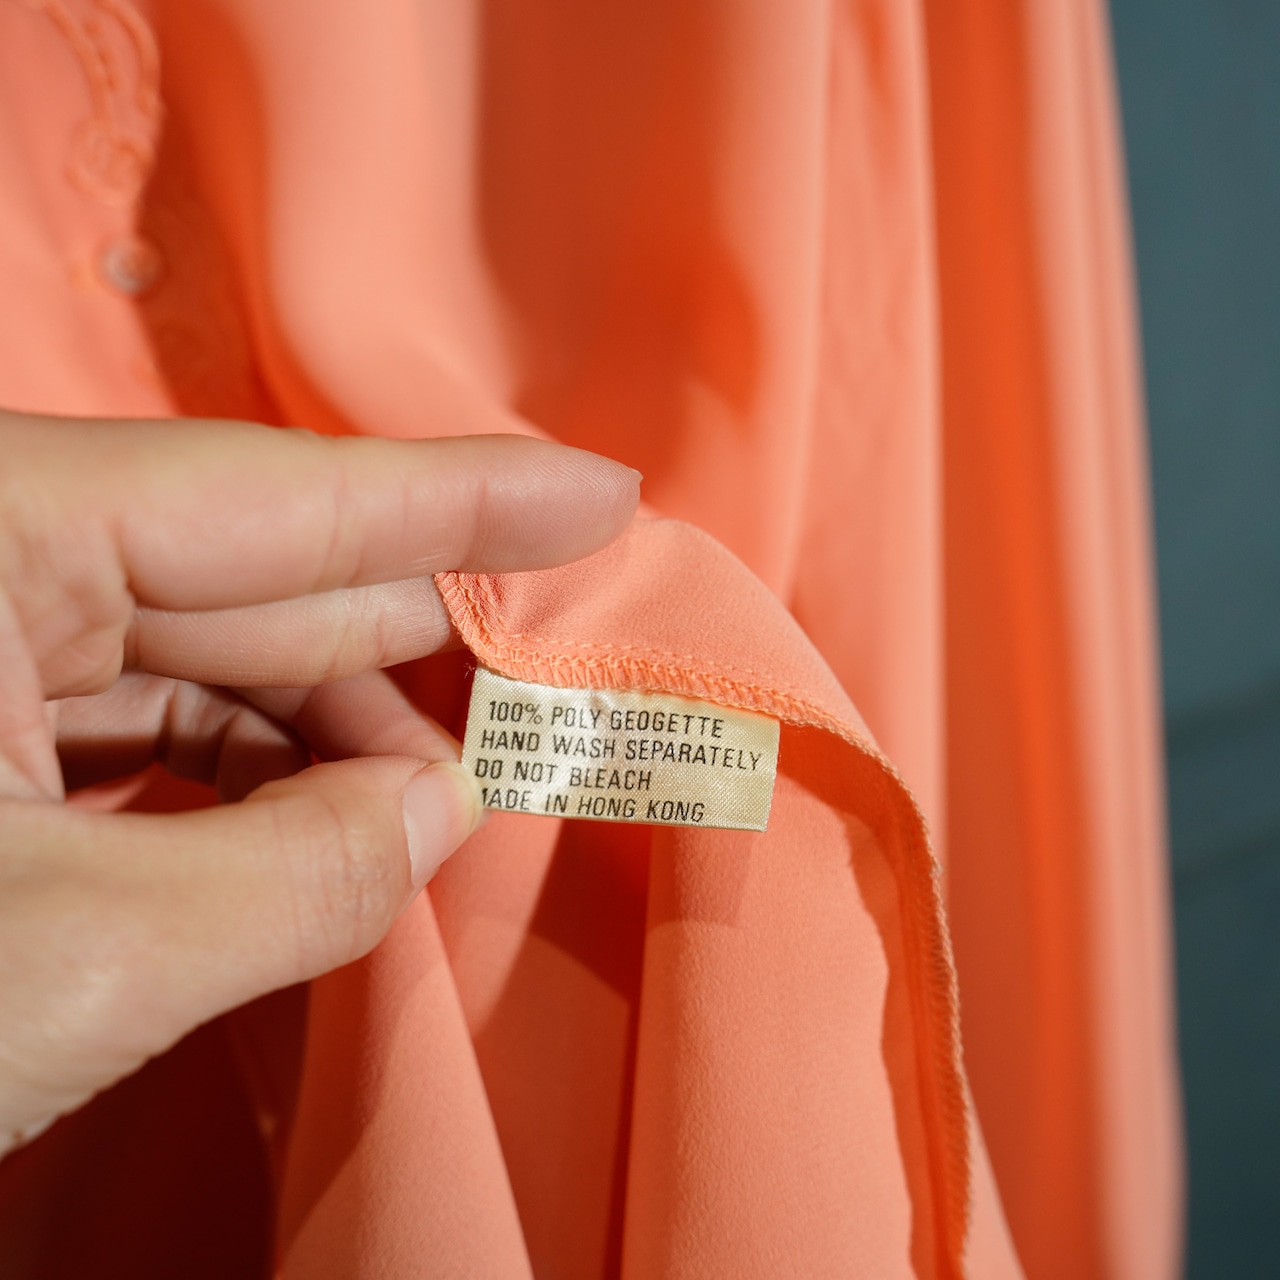 100% POLY GEOGETTE
HAND WASH SEPARATELY
DO NOT BLEACH
MADE IN HONG KONG